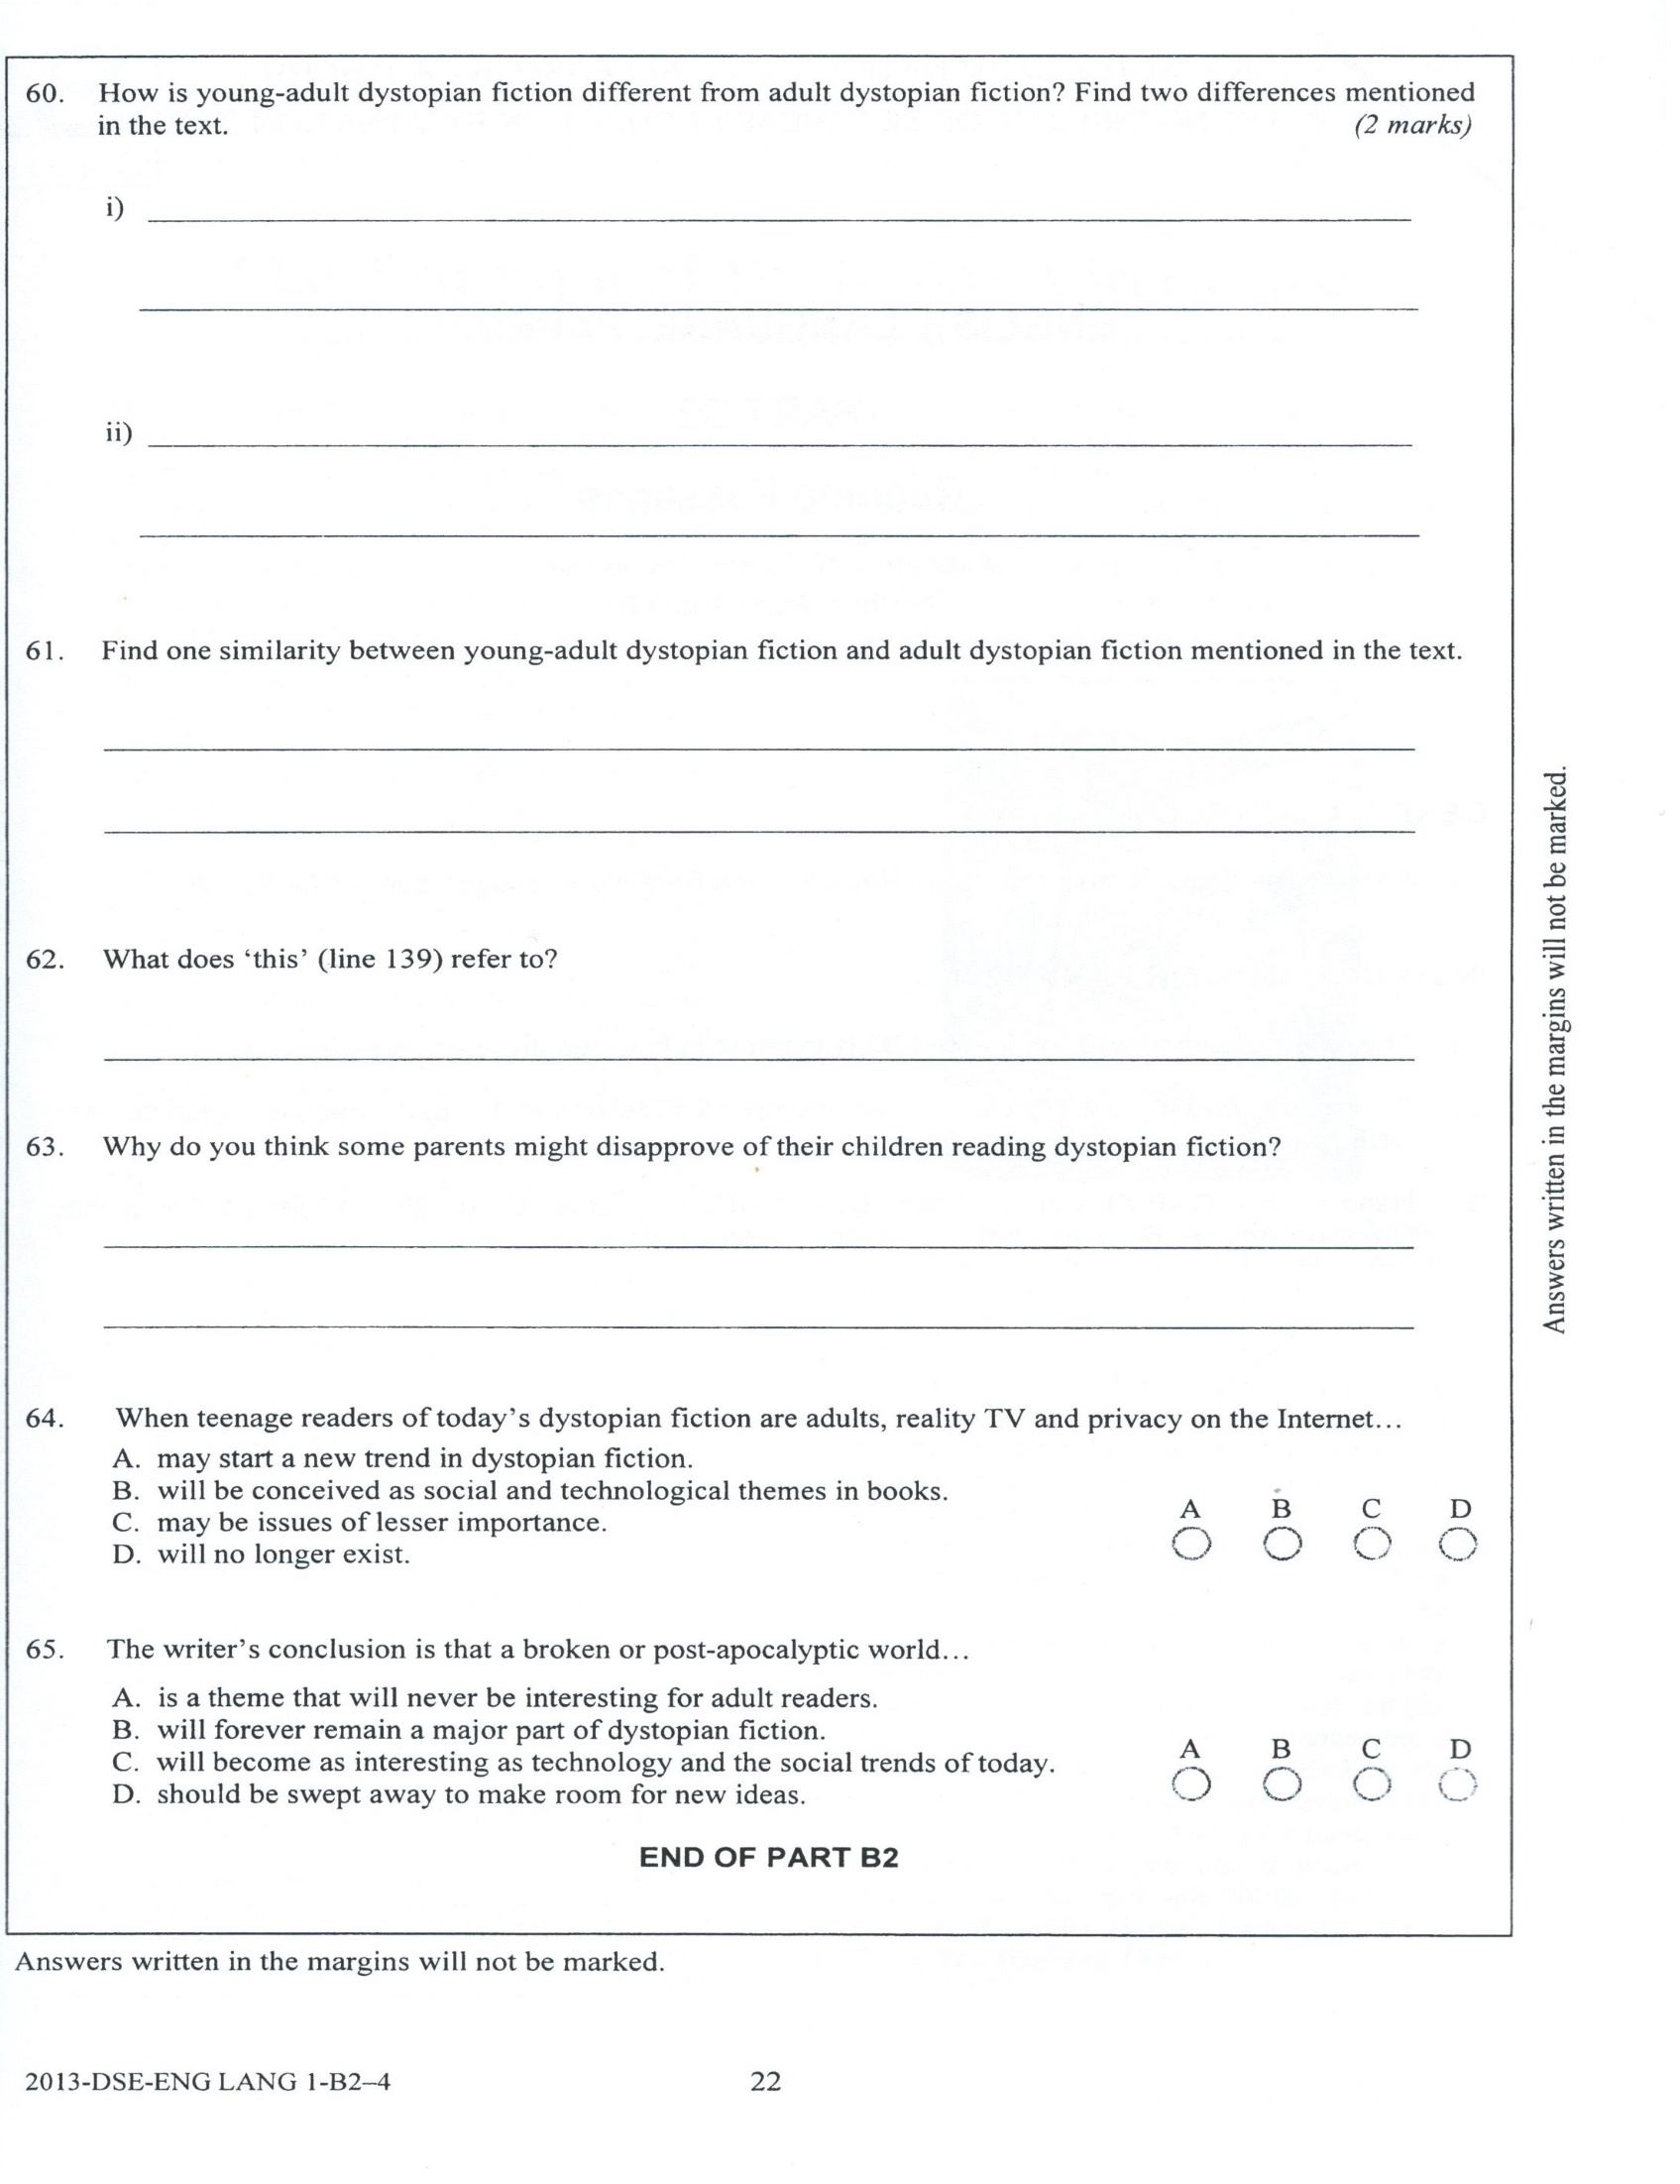 60. How is young-adult dystopian fiction different from adult dystopian fiction? Find two differences mentioned
in the text. (2 marks)
i)
ii)
61. Find one similarity between young-adult dystopian fiction and adult dystopian fiction mentioned in the text.
62. What does ‘this’ (line 139) refer to?
63. Why do you think some parents might disapprove of their children reading dystopian fiction?
64. When teenage readers of today’s dystopian fiction are adults, reality TV and privacy on the Internet…
A. may start a new trend in dystopian fiction.
B. will be conceived as social and technological themes in books.
C. may be issues of lesser importance.
D. will no longer exist.
A B C D
65. The writer’s conclusion is that a broken or post-apocalyptic world…
A. is a theme that will never be interesting for adult readers.
B. will forever remain a major part of dystopian fiction.
C. will become as interesting as technology and the social trends of today.
D. should be swept away to make room for new ideas.
A B C D
END OF PART B2
Answers written in the margins will not be marked.
Answers written in the margins will not be marked.
2013-DSE-ENG LANG 1-B2–4 22